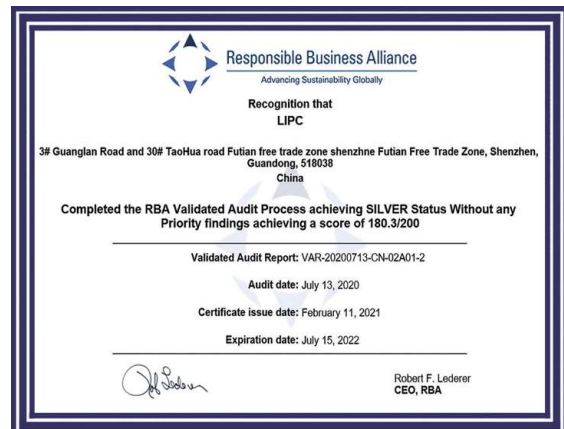 Responsible Business Alliance
Advancing Sustainability Globally
Recognition that
LIPC
3# Guanglan Road and 30# TaoHua road Futian free trade zone shenzhne Futian Free Trade Zone, Shenzhen,
Guandong, 518038
China
Completed the RBA Validated Audit Process achieving SILVER Status Without any
Priority findings achieving a score of 180.3/200
Validated Audit Report: VAR-20200713-CN-02A01-2
Audit date: July 13, 2020
Certificate issue date: February 11, 2021
Expiration date: July 15, 2022
Robert F. Lederer
CEO, RBA